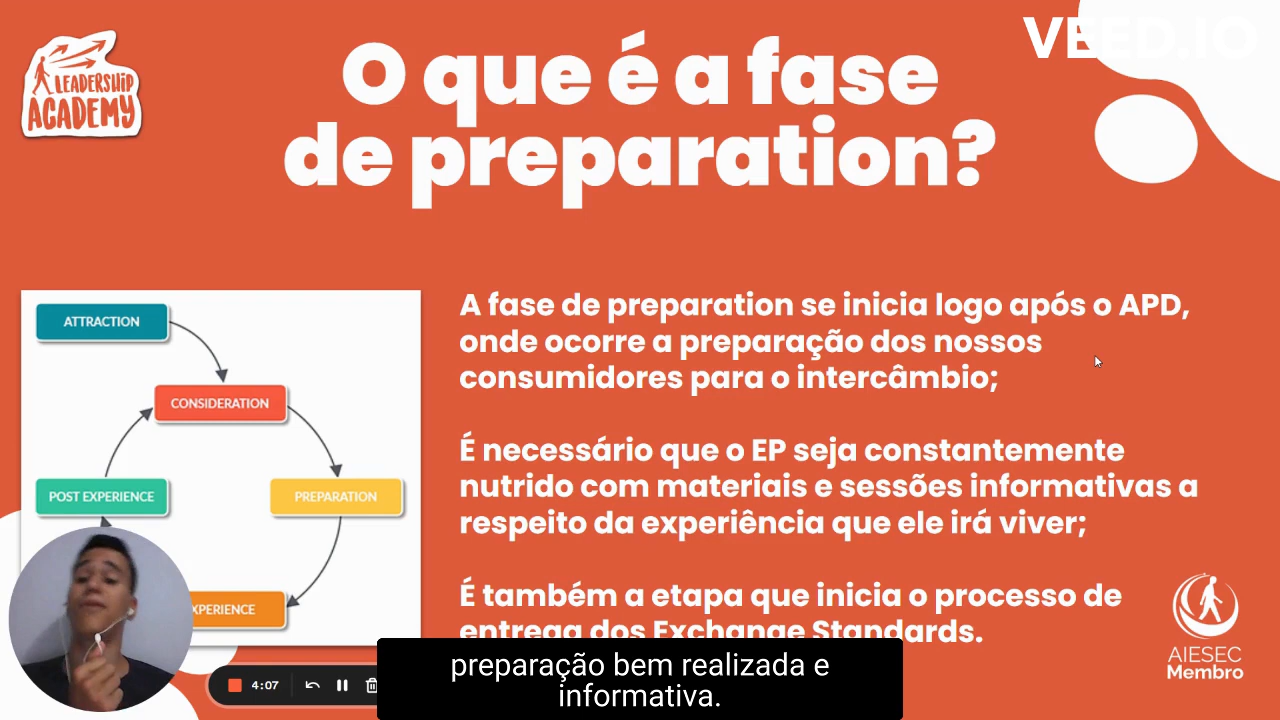 VEED.IO
LEADERSHIP
ACADEMY
O que é a fase
de preparation?
ATTRACTION
CONSIDERATION
PREPARATION
POST EXPERIENCE
XPERIENCE
A fase de preparation se inicia logo após o APD,
onde ocorre a preparação dos nossos
consumidores para o intercâmbio;
É necessário que o EP seja constantemente
nutrido com materiais e sessões informativas a
respeito da experiência que ele irá viver;
É também a etapa que inicia o processo de
entrega dos Exchange Standards.
AIESEC
Membro
4:07
preparação bem realizada e
informativa.